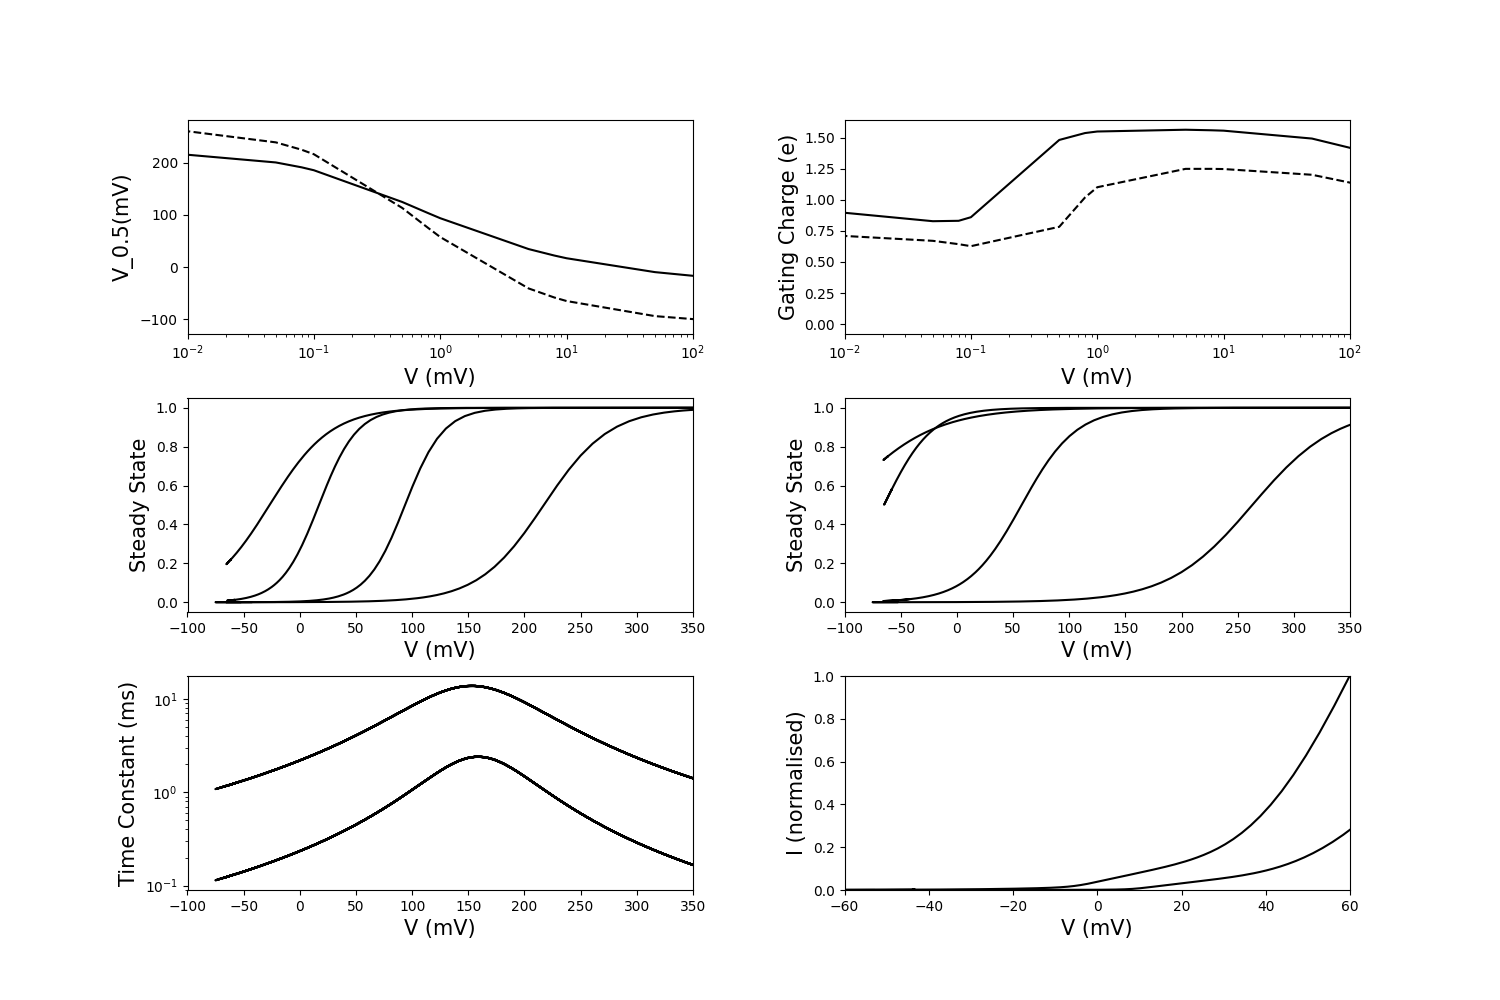 V_0.5(mV)
200
100
0
−100
10⁻² 10⁻¹ 10⁰ 10¹ 10²
V (mV)
Gating Charge (e)
1.50
1.25
1.00
0.75
0.50
0.25
0.00
10⁻² 10⁻¹ 10⁰ 10¹ 10²
V (mV)
Steady State
1.0
0.8
0.6
0.4
0.2
0.0
−100 −50 0 50 100 150 200 250 300 350
V (mV)
Steady State
1.0
0.8
0.6
0.4
0.2
0.0
−100 −50 0 50 100 150 200 250 300 350
V (mV)
Time Constant (ms)
10¹
10⁰
10⁻¹
−100 −50 0 50 100 150 200 250 300 350
V (mV)
I (normalised)
1.0
0.8
0.6
0.4
0.2
0.0
−60 −40 −20 0 20 40 60
V (mV)